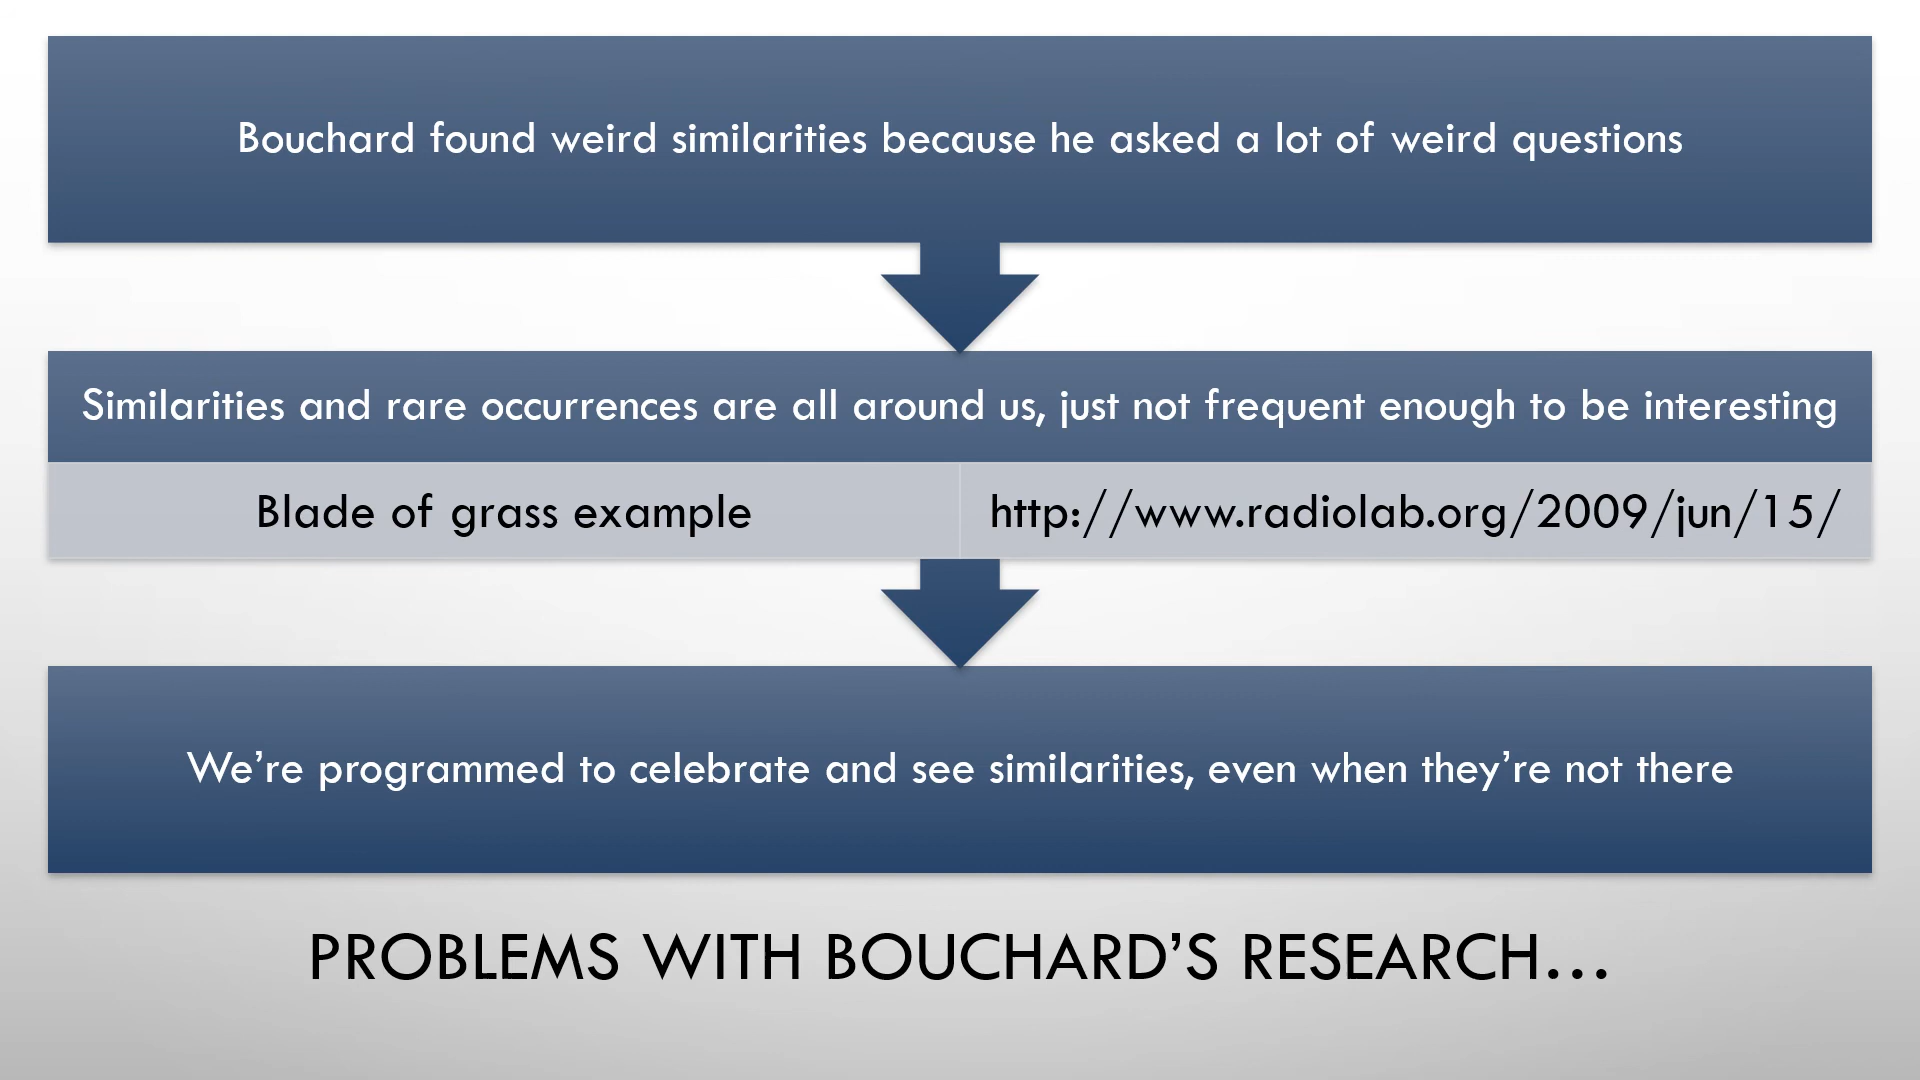 Bouchard found weird similarities because he asked a lot of weird questions
Similarities and rare occurrences are all around us, just not frequent enough to be interesting
Blade of grass example
http://www.radiolab.org/2009/jun/15/
We’re programmed to celebrate and see similarities, even when they’re not there
PROBLEMS WITH BOUCHARD’S RESEARCH…